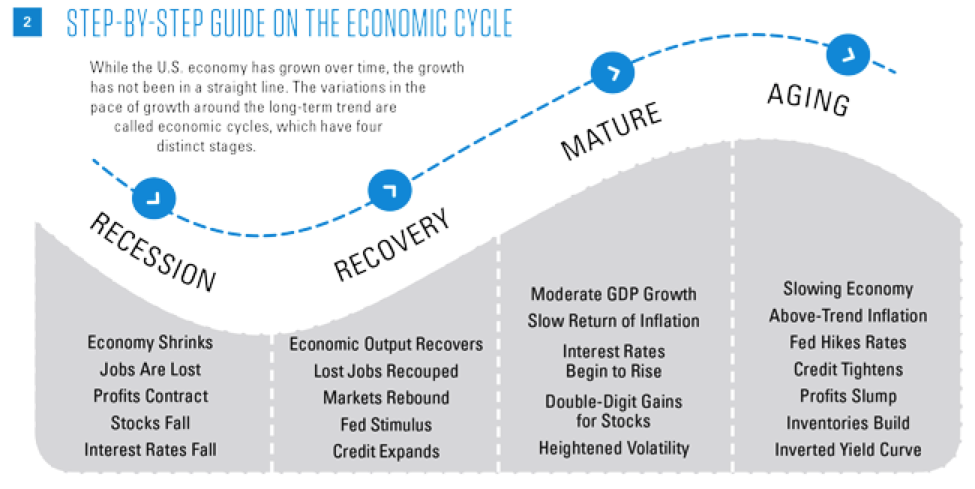 2
STEP-BY-STEP GUIDE ON THE ECONOMIC CYCLE
While the U.S. economy has grown over time, the growth
has not been in a straight line. The variations in the
pace of growth around the long-term trend are
called economic cycles, which have four
distinct stages.
RECESSION
RECOVERY
MATURE
AGING
Economy Shrinks
Jobs Are Lost
Profits Contract
Stocks Fall
Interest Rates Fall
Economic Output Recovers
Lost Jobs Recouped
Markets Rebound
Fed Stimulus
Credit Expands
Moderate GDP Growth
Slow Return of Inflation
Interest Rates
Begin to Rise
Double-Digit Gains
for Stocks
Heightened Volatility
Slowing Economy
Above-Trend Inflation
Fed Hikes Rates
Credit Tightens
Profits Slump
Inventories Build
Inverted Yield Curve